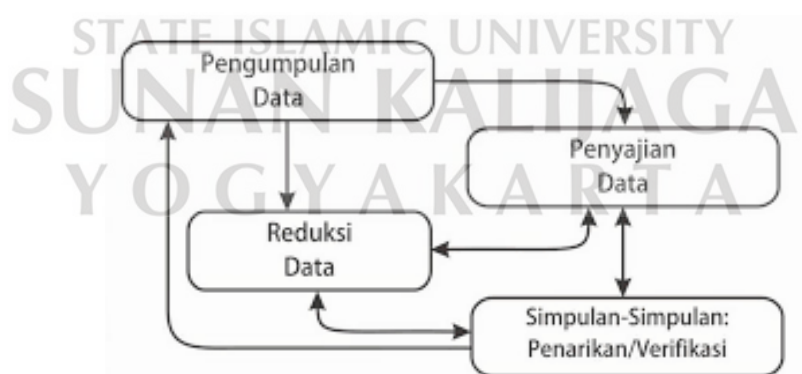 STATE ISLAMIC UNIVERSITY
SUNAN KALIJAGA
YOGYAKARTA
Pengumpulan
Data
Penyajian
Data
Reduksi
Data
Simpulan-Simpulan:
Penarikan/Verifikasi